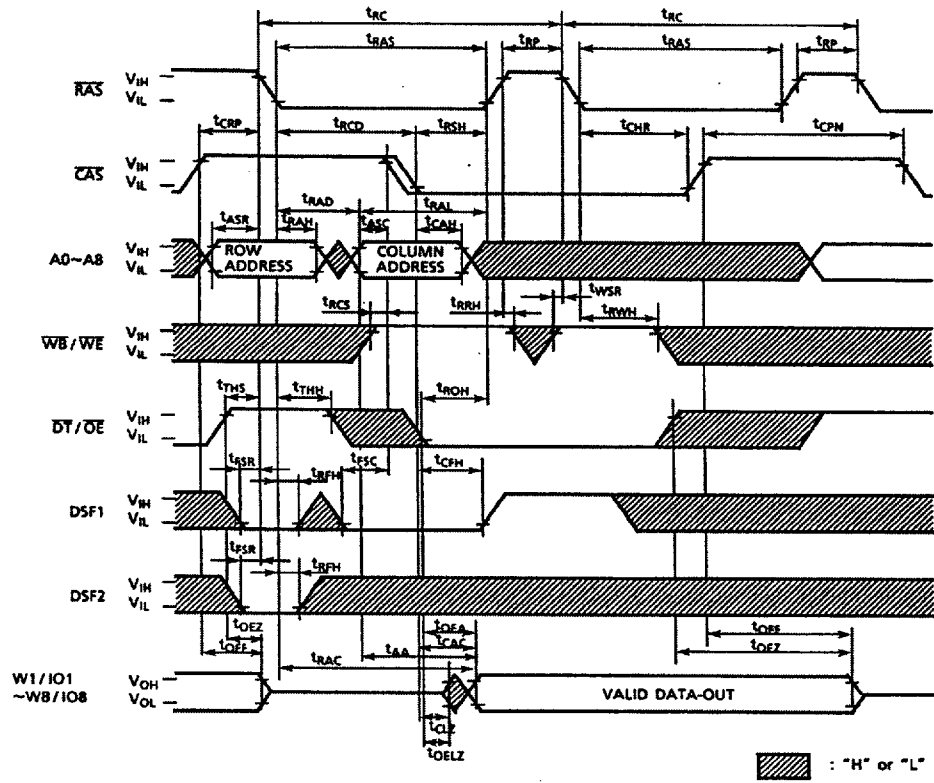 tRC tRC
tRAS tRP tRAS tRP
RAS VIH
VIL
tCRP tRCD tRSH tCHR tCPN
CAS VIH
VIL
tRAD tRAL
tASR tRAH tASC tCAH
A0~A8 VIH
VIL
ROW ADDRESS
COLUMN ADDRESS
tRCS tRRH tWSR tRWH
WB/WE VIH
VIL
tTHS tTHH tROH
DT/OE VIH
VIL
tFSR tRFH tFSC tCFH
DSF1 VIH
VIL
tFSR tRFH
DSF2 VIH
VIL
tOEZ tOEA tOFF
tOFF tCAC tOEZ
tAA
tRAC
W1/IO1
~W8/IO8
VOH
VOL
VALID DATA-OUT
tCLZ
tOELZ
: "H" or "L"